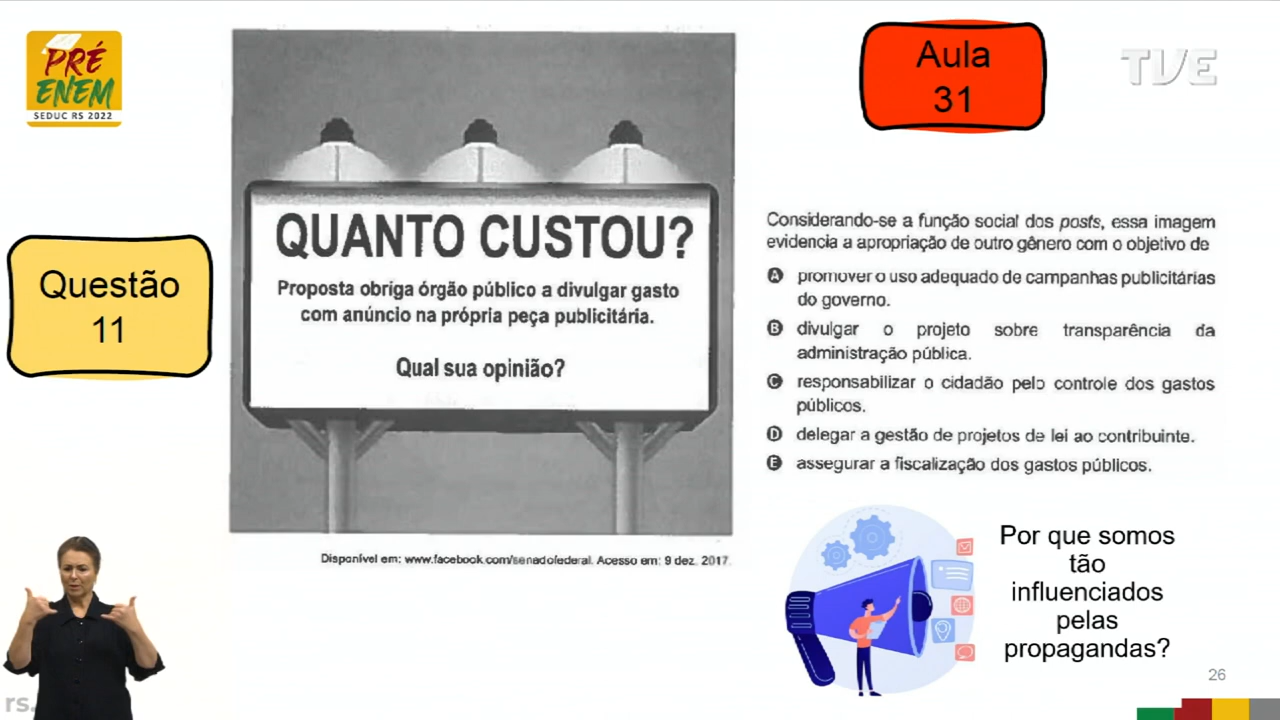 PRÉ
ENEM
SEDUC RS 2022
Aula
31
TVE
Questão
11
QUANTO CUSTOU?
Proposta obriga órgão público a divulgar gasto
com anúncio na própria peça publicitária.
Qual sua opinião?
Disponível em: www.facebook.com/senadofederal. Acesso em: 9 dez. 2017.
Considerando-se a função social dos posts, essa imagem
evidencia a apropriação de outro gênero com o objetivo de
A promover o uso adequado de campanhas publicitárias
do governo.
B divulgar o projeto sobre transparência da
administração pública.
C responsabilizar o cidadão pelo controle dos gastos
públicos.
D delegar a gestão de projetos de lei ao contribuinte.
E assegurar a fiscalização dos gastos públicos.
Por que somos
tão
influenciados
pelas
propagandas?
26
rs.